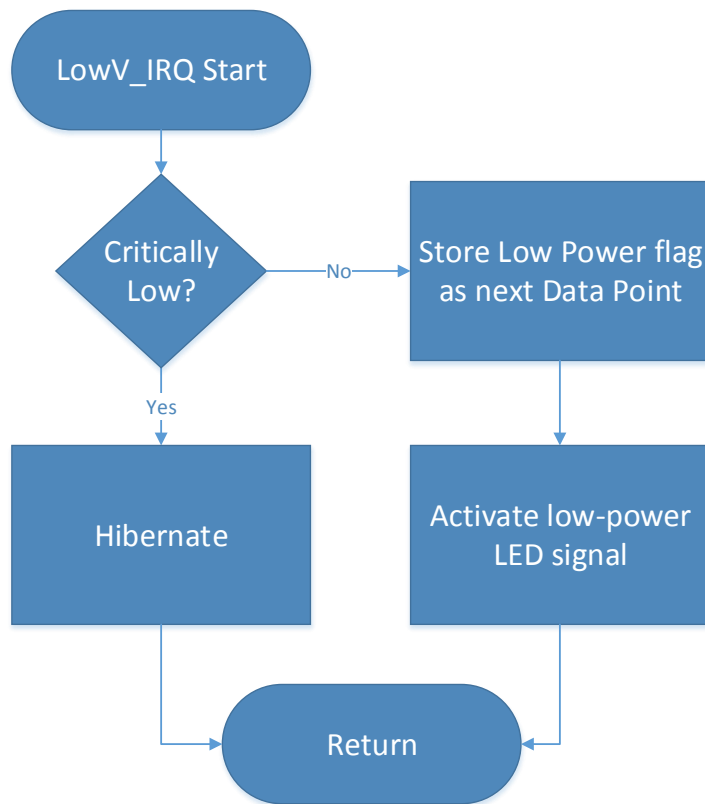 LowV_IRQ Start
Critically
Low?
No
Store Low Power flag
as next Data Point
Yes
Hibernate
Activate low-power
LED signal
Return